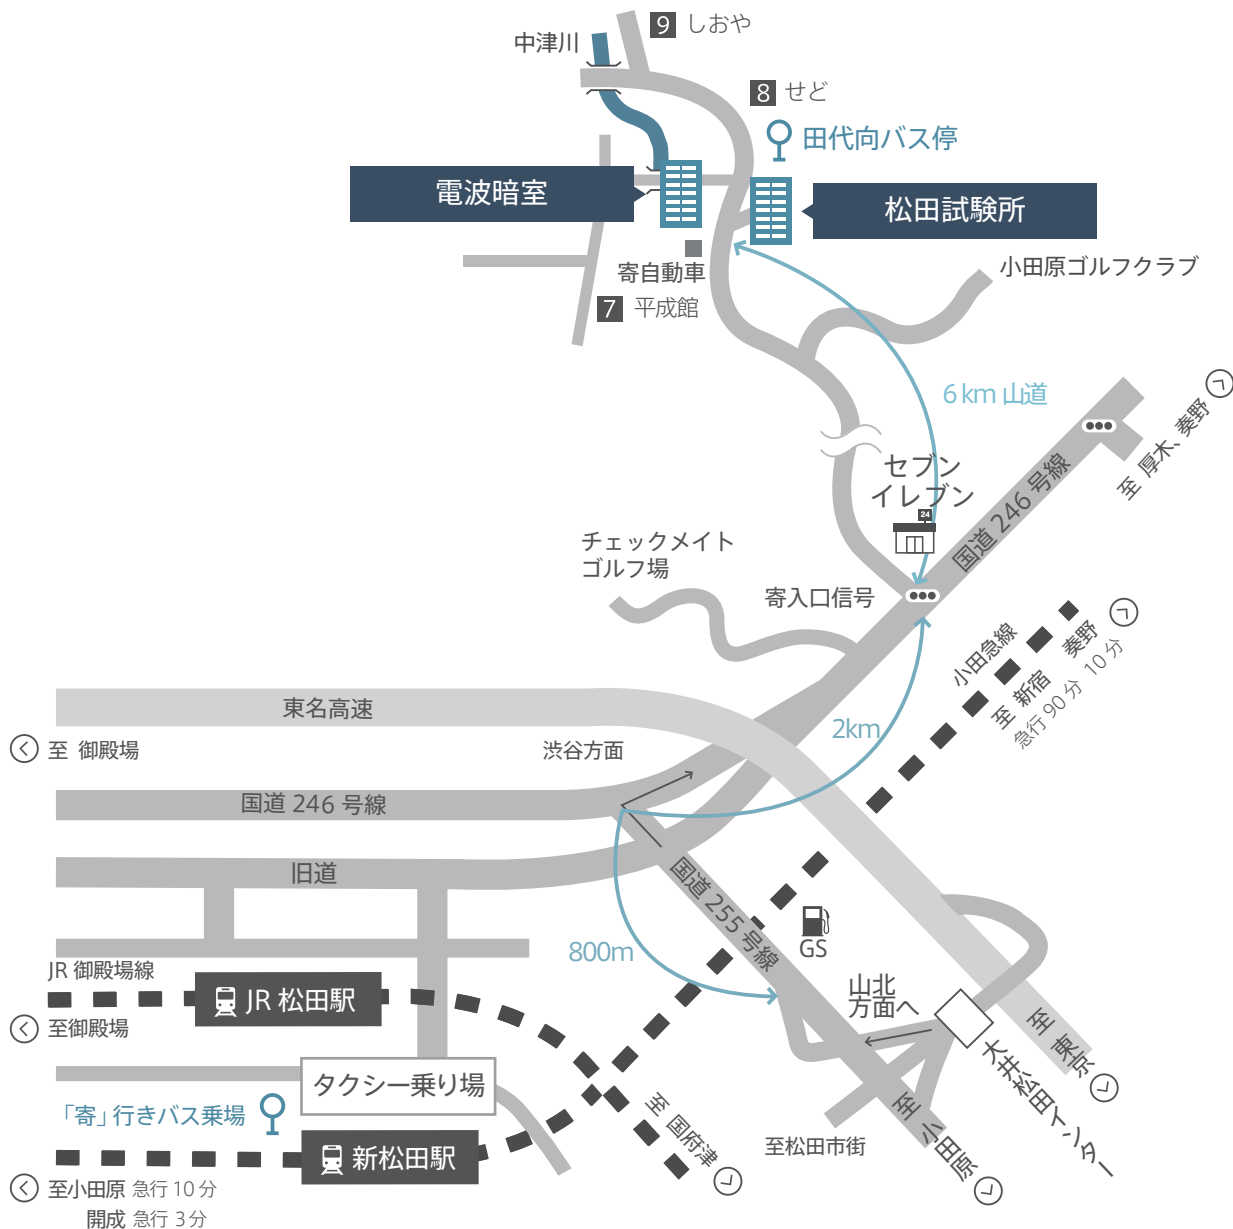 9 しおや
中津川
8 せど
田代向バス停
電波暗室
松田試験所
小田原ゴルフクラブ
寄自動車
7 平成館
6 km 山道
至 厚木、奏野
セブン
イレブン
24
国道 246 号線
チェックメイト
ゴルフ場
寄入口信号
小田急線
至 新宿 奏野
急行 90 分 10 分
東名高速
至 御殿場
渋谷方面
2km
国道 246 号線
旧道
国道 255 号線
GS
800m
JR 御殿場線
JR 松田駅
至御殿場
山北
方面へ
至 東京
大井松田インター
タクシー乗り場
「寄」行きバス乗場
至 国府津
至松田市街
至 小田原
新松田駅
至小田原 急行 10 分
開成 急行 3 分